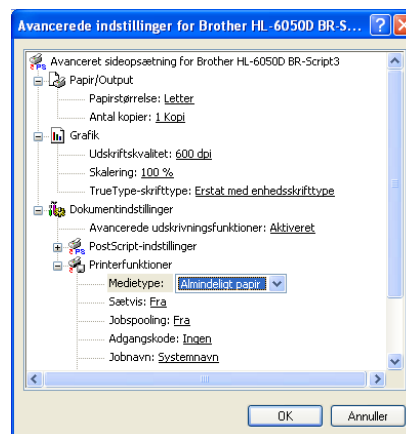 Avancerede indstillinger for Brother HL-6050D BR-S...
Avanceret sideopsætning for Brother HL-6050D BR-Script3
Papir/Output
Papirstørrelse: Letter
Antal kopier: 1 Kopi
Grafik
Udskriftskvalitet: 600 dpi
Skalering: 100 %
TrueType-skrifttype: Erstat med enhedsskrifttype
Dokumentindstillinger
Avancerede udskrivningsfunktioner: Aktiveret
PostScript-indstillinger
Printerfunktioner
Medietype: Almindeligt papir
Sætvis: Fra
Jobspooling: Fra
Adgangskode: Ingen
Jobnavn: Systemnavn
OK Annuller